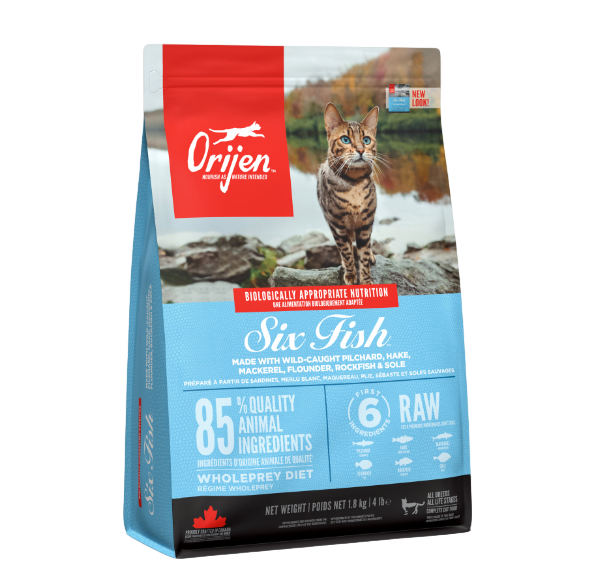 NEW
LOOK!
Orijen™
NOURISH AS NATURE INTENDED
BIOLOGICALLY APPROPRIATE NUTRITION
UNE ALIMENTATION BIOLOGIQUEMENT ADAPTÉE
Six Fish™
MADE WITH WILD-CAUGHT PILCHARD, HAKE,
MACKEREL, FLOUNDER, ROCKFISH & SOLE
PRÉPARÉ À PARTIR DE SARDINES, MERLU BLANC, MAQUEREAU, PLIE, SÉBASTE ET SOLES SAUVAGES
85% QUALITY
ANIMAL
INGREDIENTS
INGRÉDIENTS D'ORIGINE ANIMALE DE QUALITÉ
WHOLEPREY DIET
RÉGIME WHOLEPREY
FIRST
6
INGREDIENTS
RAW
NET WEIGHT | POIDS NET 1.8 kg | 4 lb e
ALL BREEDS
ALL LIFE STAGES
COMPLETE CAT FOOD
Six Fish